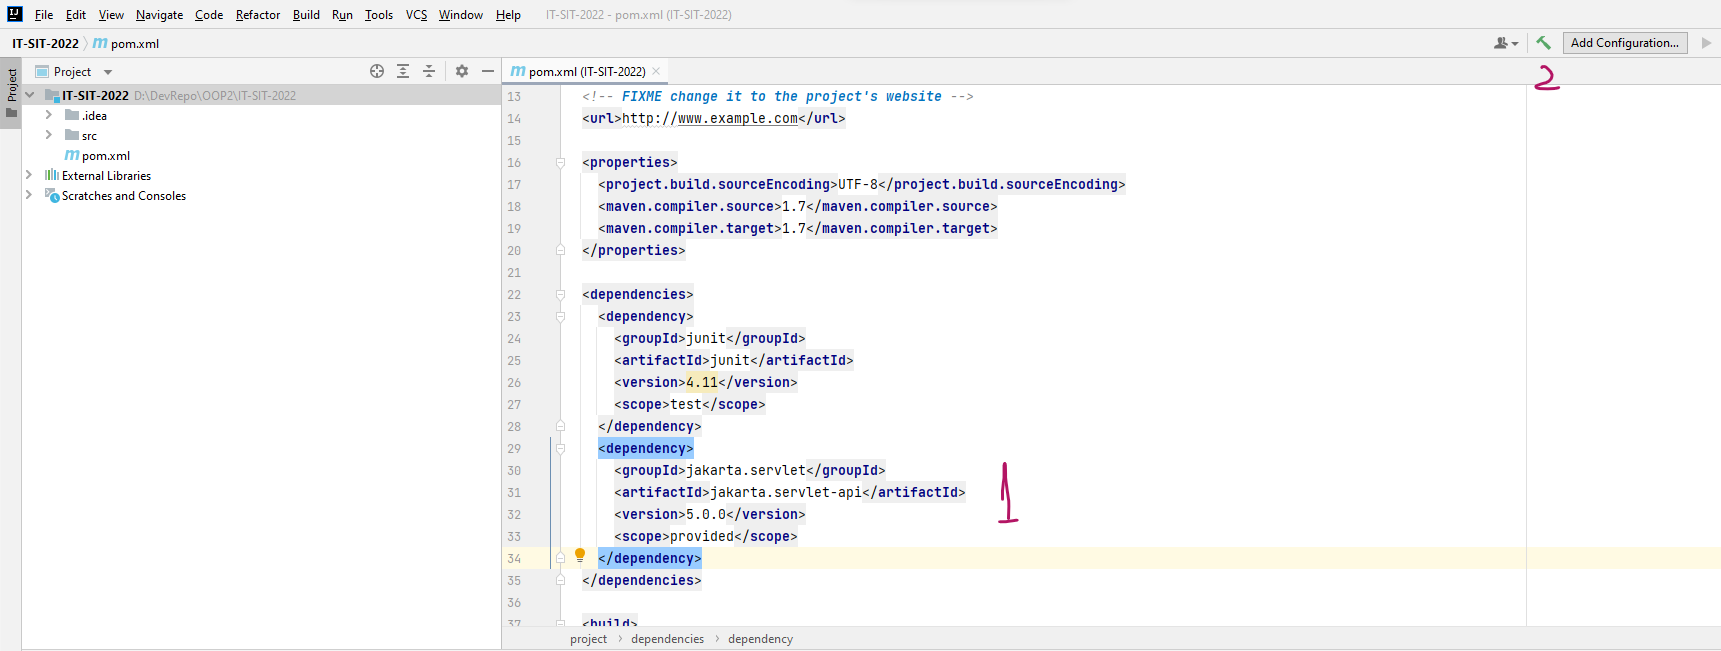 File Edit View Navigate Code Refactor Build Run Tools VCS Window Help IT-SIT-2022 - pom.xml (IT-SIT-2022)
IT-SIT-2022 pom.xml Add Configuration...
Project
Project
pom.xml (IT-SIT-2022)
2
IT-SIT-2022 D:\DevRepo\OOP2\IT-SIT-2022
.idea
src
pom.xml
External Libraries
Scratches and Consoles
13 <!-- FIXME change it to the project's website -->
14 <url>http://www.example.com</url>
15
16 <properties>
17 <project.build.sourceEncoding>UTF-8</project.build.sourceEncoding>
18 <maven.compiler.source>1.7</maven.compiler.source>
19 <maven.compiler.target>1.7</maven.compiler.target>
20 </properties>
21
22 <dependencies>
23 <dependency>
24 <groupId>junit</groupId>
25 <artifactId>junit</artifactId>
26 <version>4.11</version>
27 <scope>test</scope>
28 </dependency>
29 <dependency>
30 <groupId>jakarta.servlet</groupId>
31 <artifactId>jakarta.servlet-api</artifactId>
1
32 <version>5.0.0</version>
33 <scope>provided</scope>
34 </dependency>
35 </dependencies>
36
37 <build>
project dependencies dependency